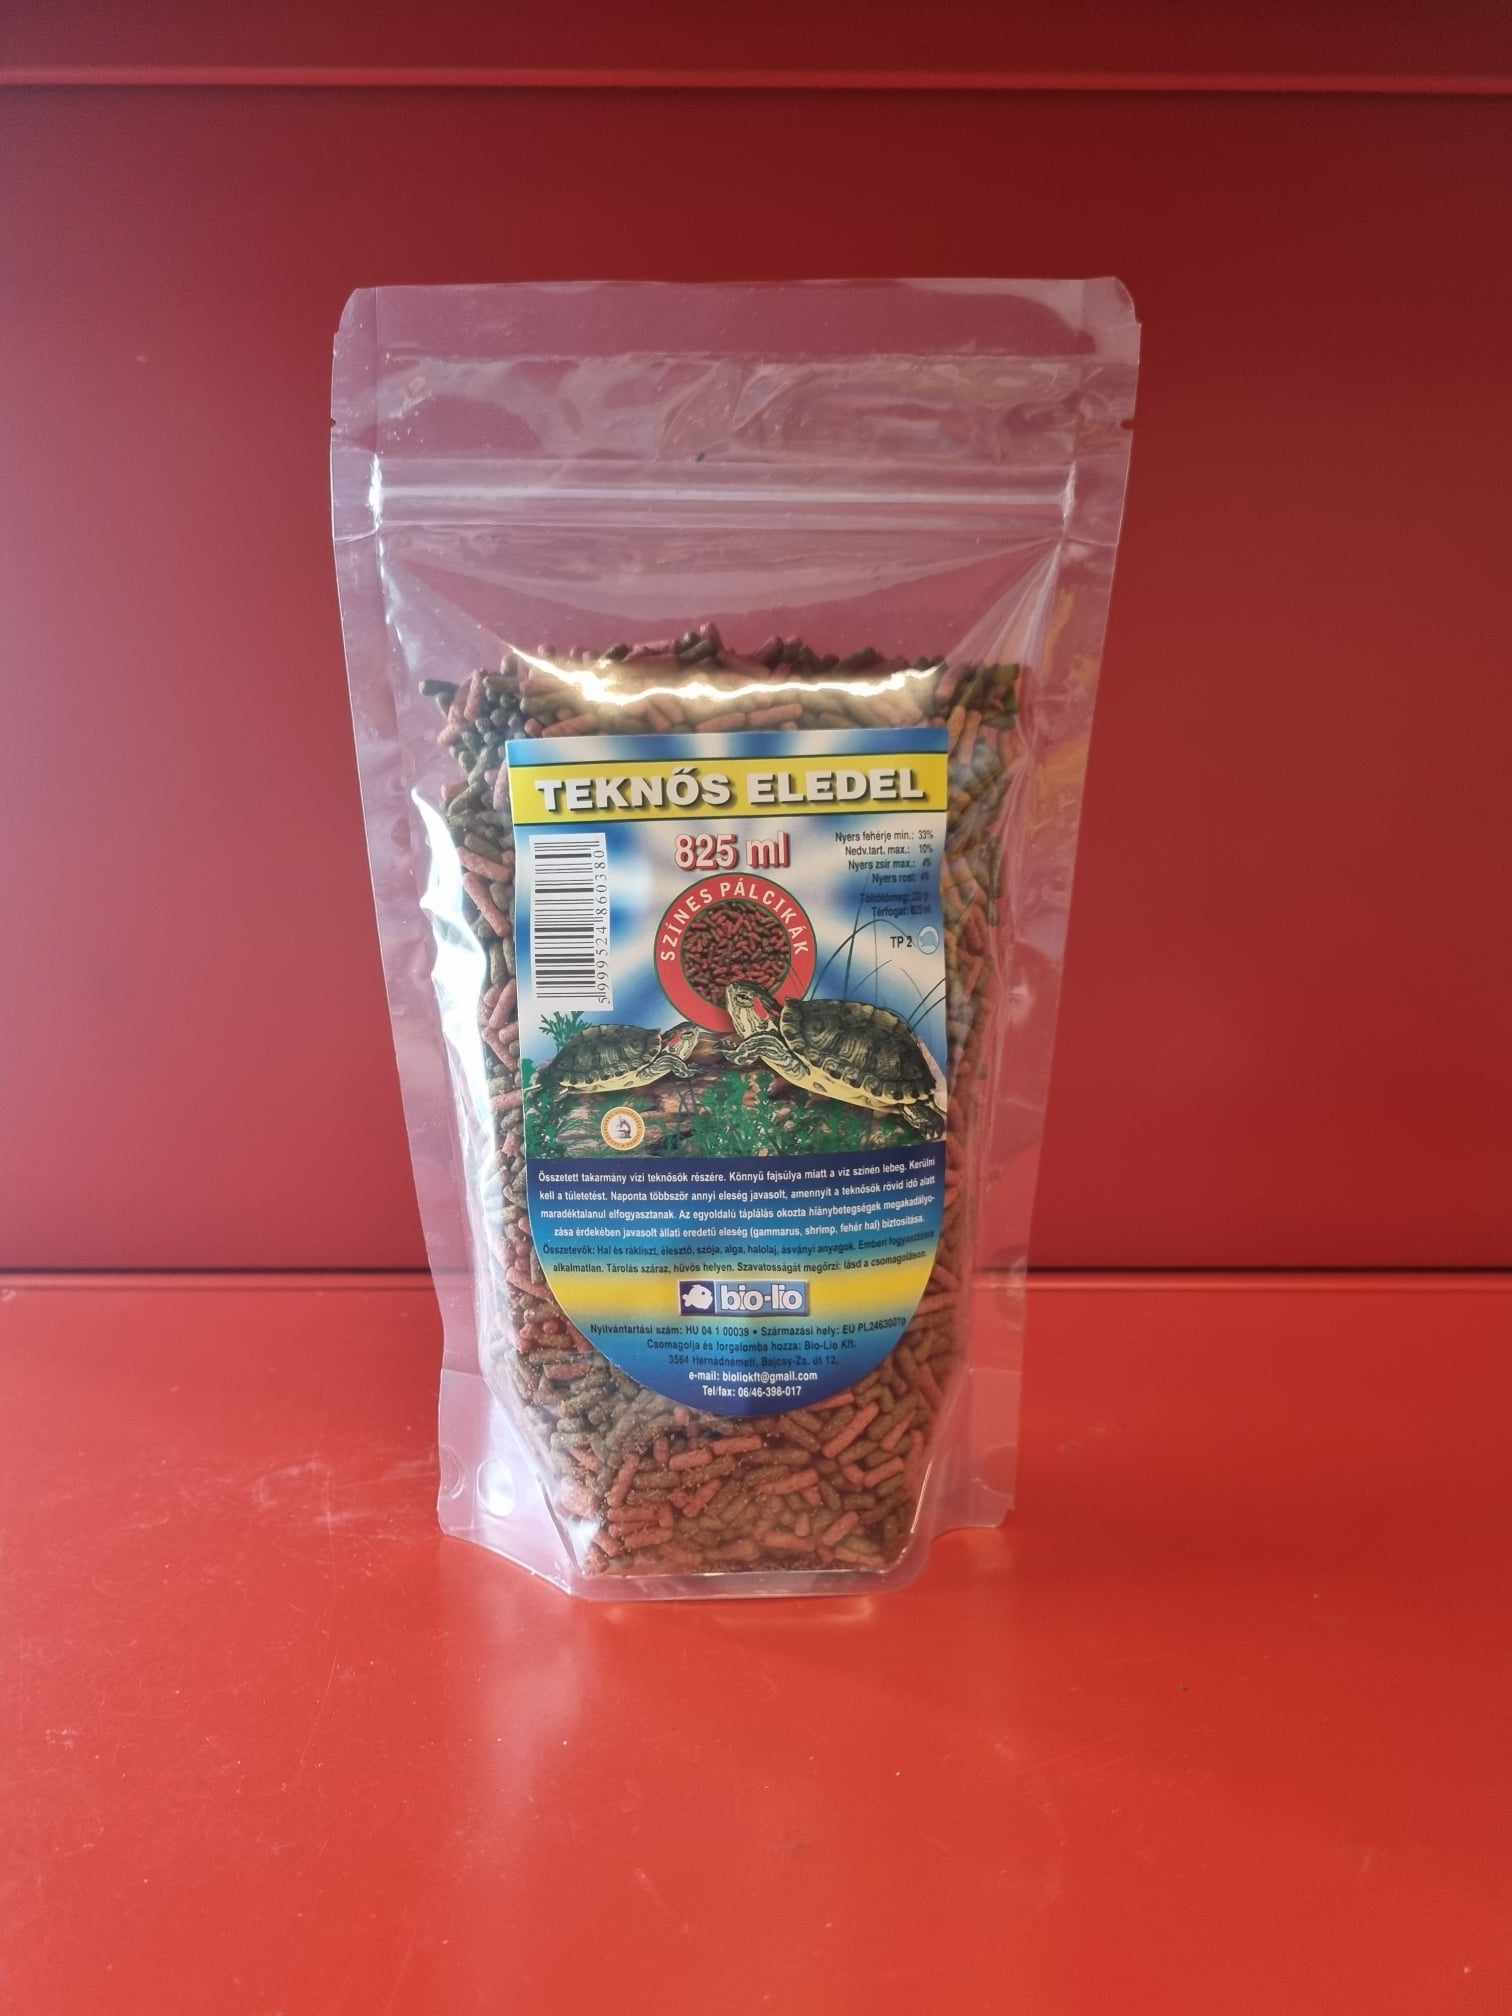 TEKNŐS ELEDEL
825 ml
Nyers fehérje min.: 33%
Nedv.tart. max.: 10%
Nyers zsír max.: 4%
Nyers rost: 4%
Térfogat: 825 ml
TP 2
SZÍNES PÁLCIKÁK
5999524860380
Összetett takarmány vízi teknősök részére. Könnyű fajsúlya miatt a víz színén lebeg. Kerülni
kell a túletetést. Naponta többször annyi eleség javasolt, amennyit a teknősök rövid idő alatt
maradéktalanul elfogyasztanak. Az egyoldalú táplálás okozta hiánybetegségek megakadályo-
zása érdekében javasolt állati eredetű eleség (gammarus, shrimp, fehér hal) biztosítása.
Összetevők: Hal és rákliszt, élesztő, szója, alga, halolaj, ásványi anyagok. Emberi fogyasztásra
alkalmatlan. Tárolás száraz, hűvös helyen. Szavatosságát megőrzi: lásd a csomagoláson.
bio-lio
Nyilvántartási szám: HU 04 1 00039 • Származási hely: EU
Csomagolja és forgalomba hozza: Bio-Lio Kft.
3564 Hernádnémeti, Bajcsy-Zs. út 12.
e-mail: bioliokft@gmail.com
Tel/fax: 06/46-398-017